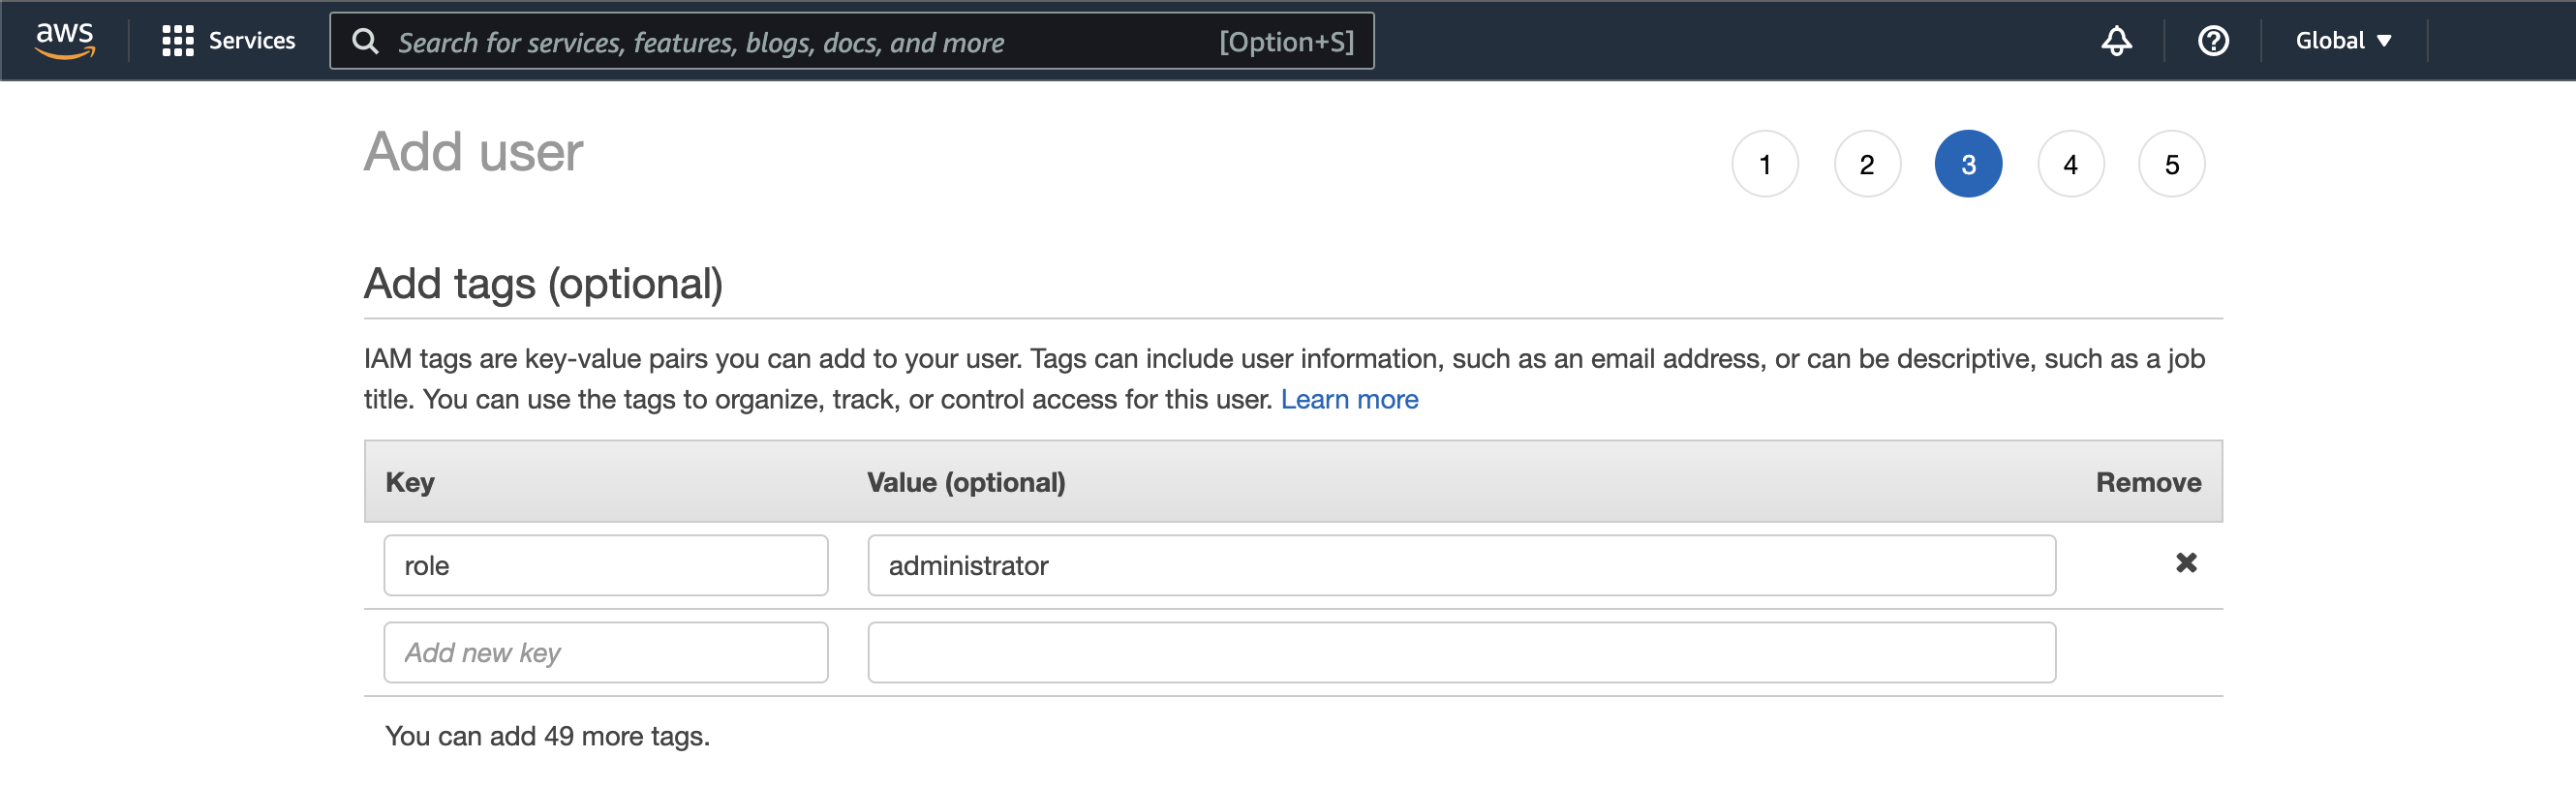 aws
Services
Search for services, features, blogs, docs, and more
[Option+S]
Global
Add user
1
2
3
4
5
Add tags (optional)
IAM tags are key-value pairs you can add to your user. Tags can include user information, such as an email address, or can be descriptive, such as a job
title. You can use the tags to organize, track, or control access for this user. Learn more
Key
Value (optional)
Remove
role
administrator
Add new key
You can add 49 more tags.